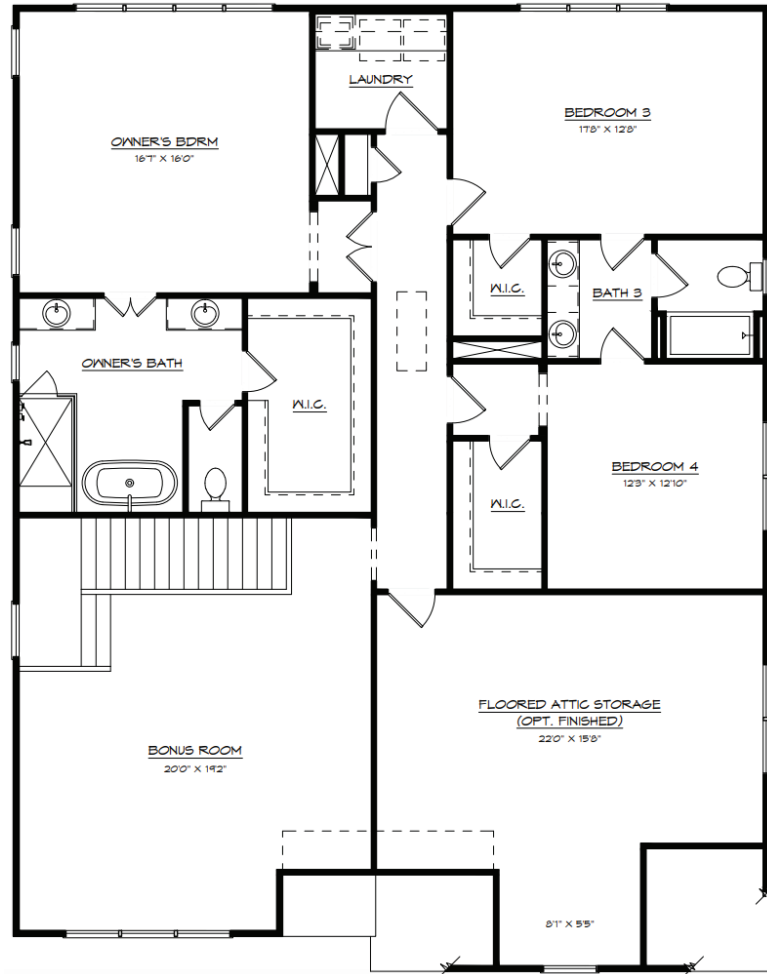 LAUNDRY
OWNER'S BDRM
16'7" X 16'0"
BEDROOM 3
17'8" X 12'8"
W.I.C.
BATH 3
OWNER'S BATH
W.I.C.
BEDROOM 4
12'3" X 12'10"
W.I.C.
FLOORED ATTIC STORAGE
(OPT. FINISHED)
22'0" X 15'8"
BONUS ROOM
20'0" X 19'2"
8'1" X 5'5"